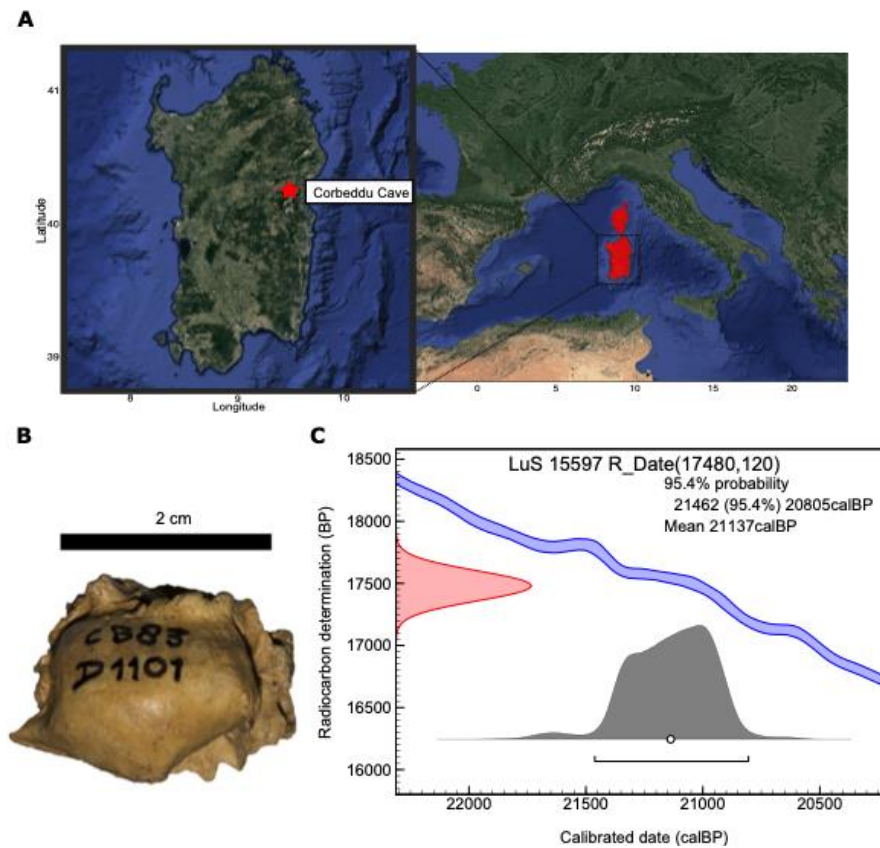 A
41
40
39
Latitude
8
9
10
Longitude
Corbeddu Cave
0
5
10
15
20
B
2 cm
CB83
D1101
C
LuS 15597 R_Date(17480,120)
95.4% probability
21462 (95.4%) 20805calBP
Mean 21137calBP
Radiocarbon determination (BP)
18500
18000
17500
17000
16500
16000
22000
21500
21000
20500
Calibrated date (calBP)